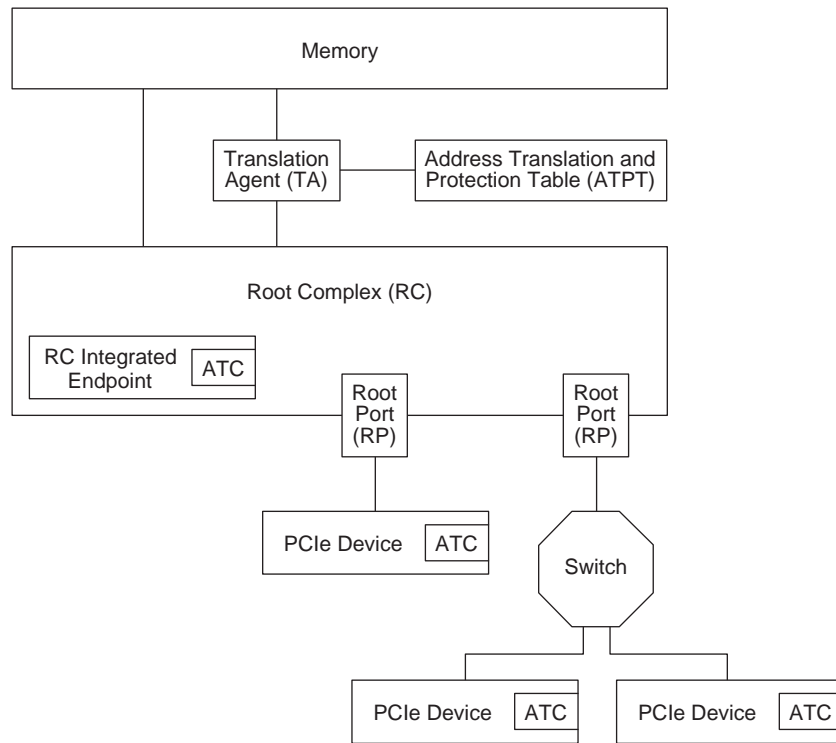 Memory
Translation
Agent (TA)
Address Translation and
Protection Table (ATPT)
Root Complex (RC)
RC Integrated
Endpoint
ATC
Root
Port
(RP)
Root
Port
(RP)
PCIe Device
ATC
Switch
PCIe Device
ATC
PCIe Device
ATC